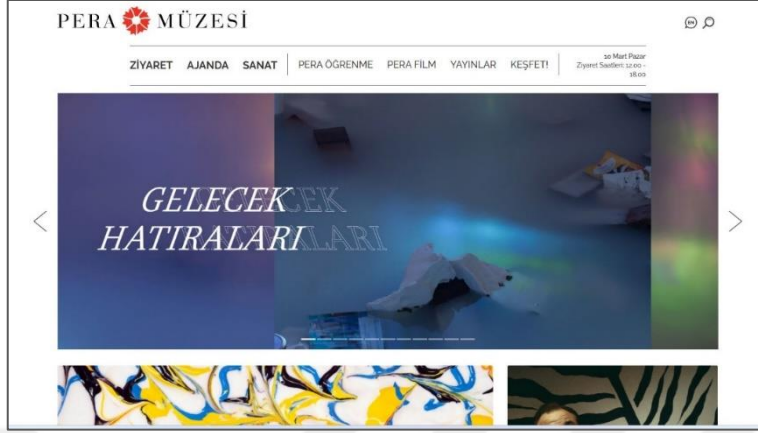 PERA MÜZESİ
EN
ZİYARET AJANDA SANAT PERA ÖĞRENME PERA FİLM YAYINLAR KEŞFET!
10 Mart Pazar
Ziyaret Saatleri: 12.00 -
18.00
GELECEK
HATIRALARI